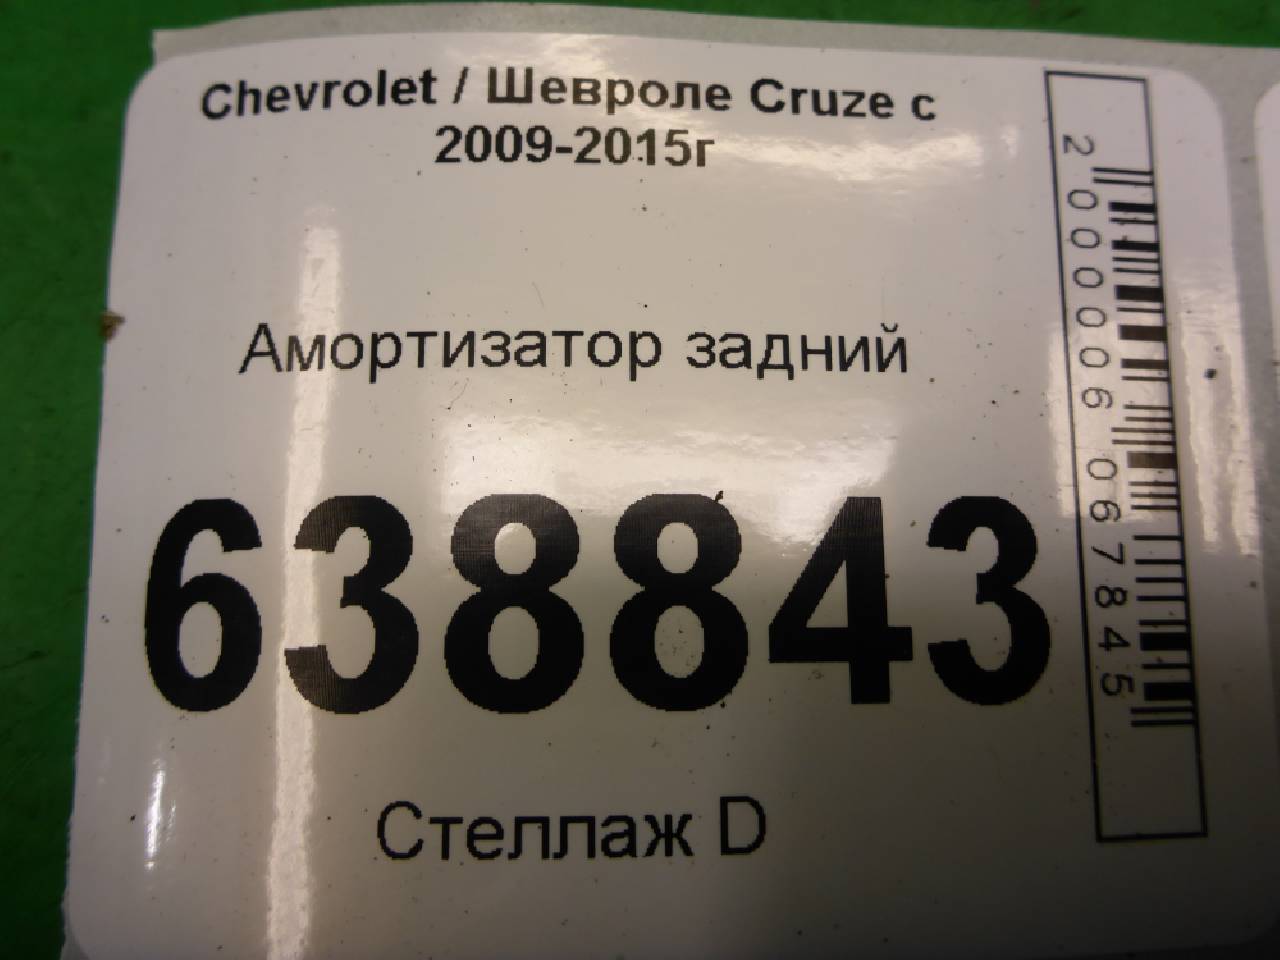 Chevrolet / Шевроле Cruze с
2009-2015г
Амортизатор задний
638843
Стеллаж D
2000006067845